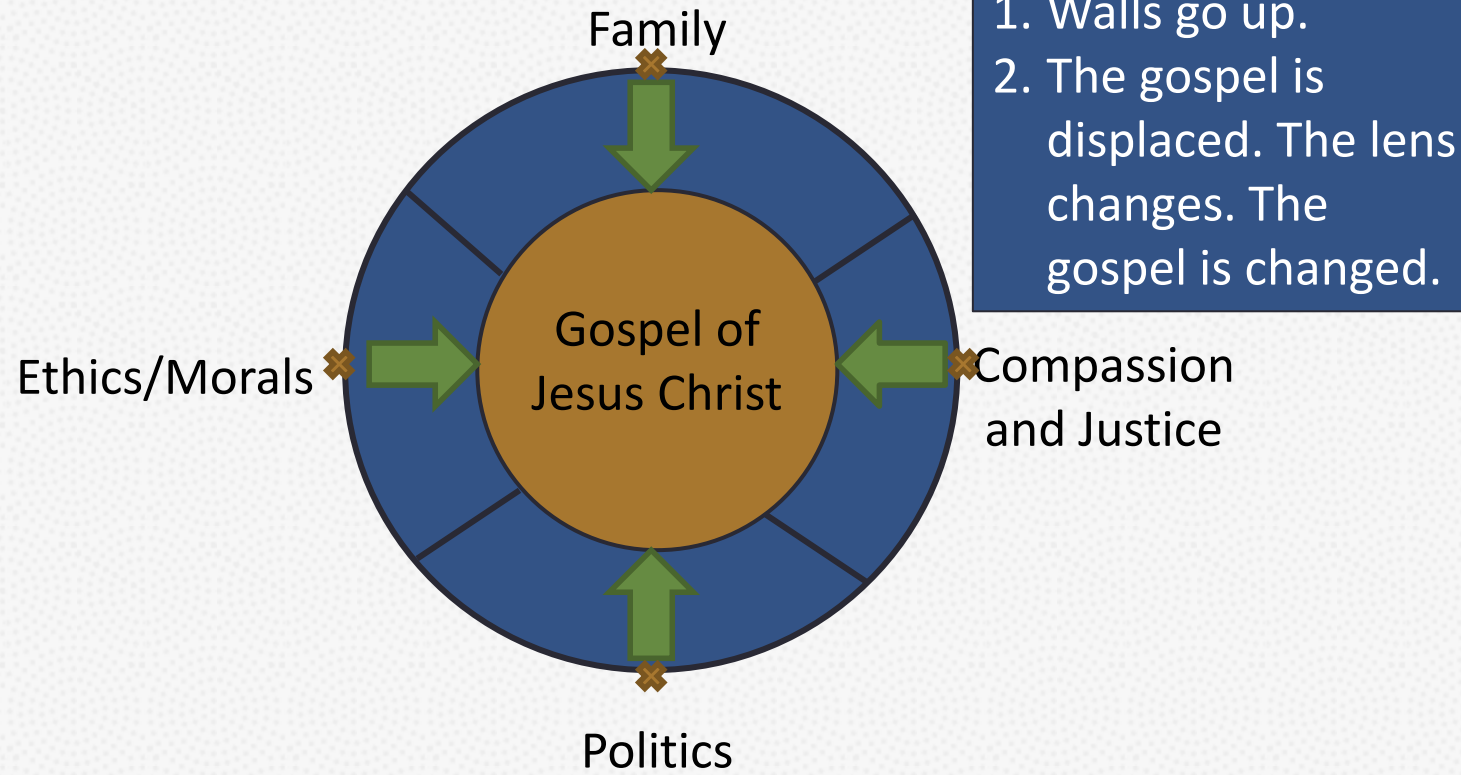 Family
1. Walls go up.
2. The gospel is
displaced. The lens
changes. The
gospel is changed.
Gospel of
Jesus Christ
Ethics/Morals
Compassion
and Justice
Politics